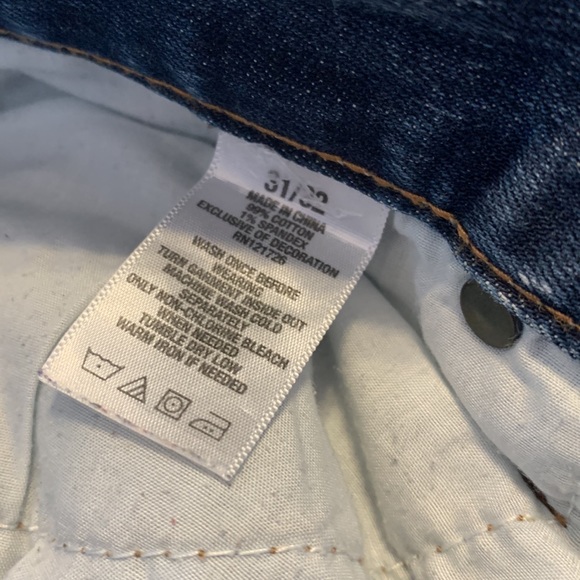 31/32
MADE IN CHINA
99% COTTON
1% SPANDEX
EXCLUSIVE OF DECORATION
RN121726
WASH ONCE BEFORE
WEARING
TURN GARMENT INSIDE OUT
MACHINE WASH COLD
SEPERATELY
ONLY NON-CHLORINE BLEACH
WHEN NEEDED
TUMBLE DRY LOW
WARM IRON IF NEEDED